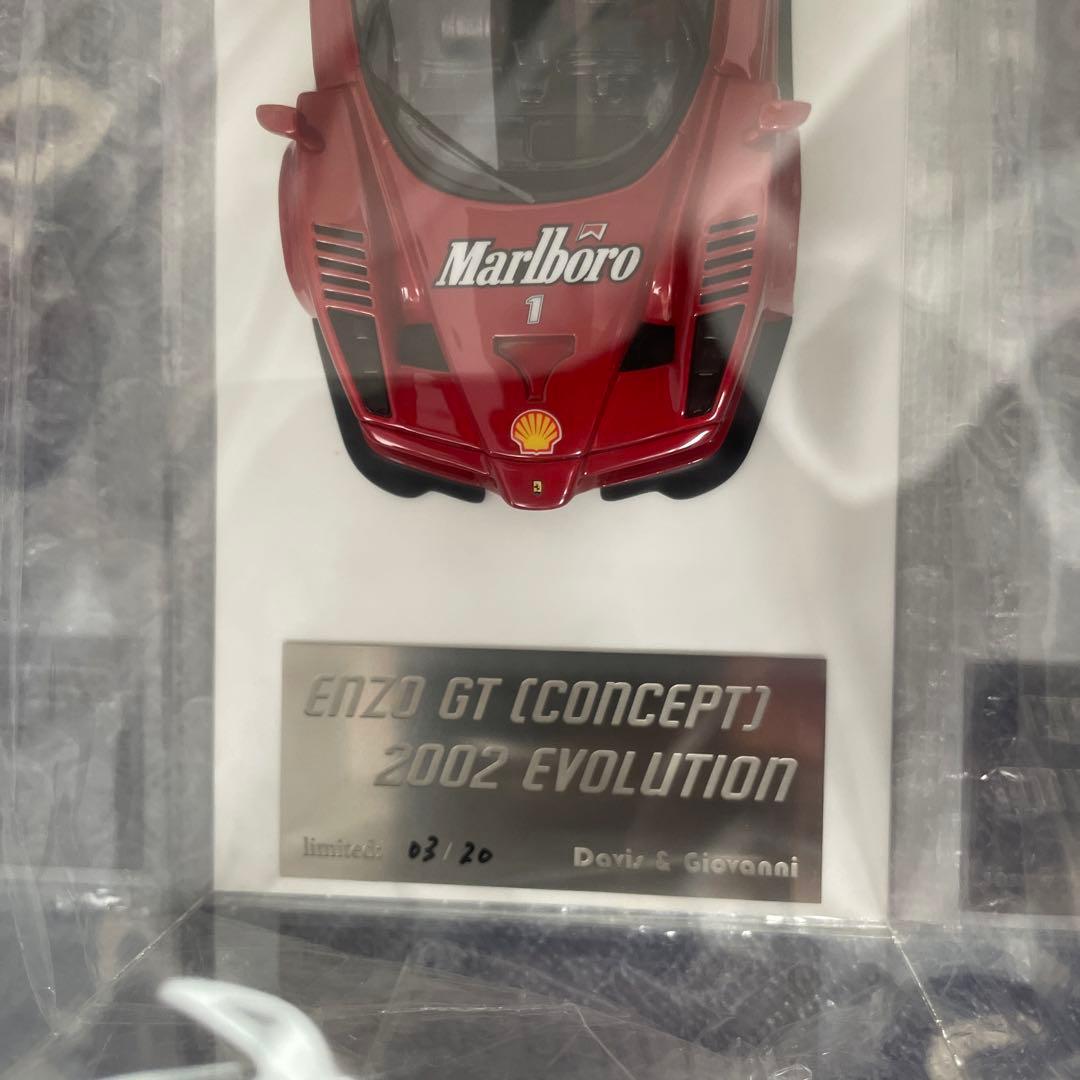 Marlboro
1
ENZO GT (CONCEPT)
2002 EVOLUTION
limited: 03/20
Davis & Giovanni